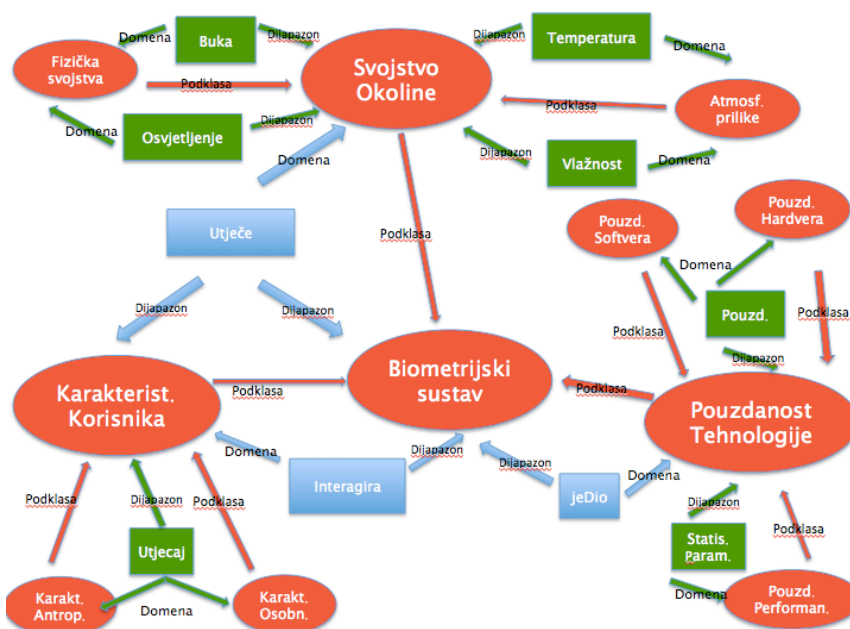 Domena
Buka
Dijapazon
Fizička
svojstva
Podklasa
Svojstvo
Okoline
Dijapazon
Temperatura
Domena
Atmosf.
prilike
Podklasa
Domena
Osvjetljenje
Dijapazon
Domena
Dijapazon
Vlažnost
Domena
Utječe
Podklasa
Pouzd.
Softvera
Pouzd.
Hardvera
Domena
Pouzd.
Podklasa
Podklasa
Dijapazon
Dijapazon
Dijapazon
Karakterist.
Korisnika
Podklasa
Biometrijski
sustav
Podklasa
Pouzdanost
Tehnologije
Domena
Interagira
Dijapazon
Dijapazon
jeDio
Domena
Podklasa
Dijapazon
Podklasa
Utjecaj
Karakt.
Antrop.
Domena
Karakt.
Osobn.
Dijapazon
Statis.
Param.
Podklasa
Domena
Pouzd.
Performan.